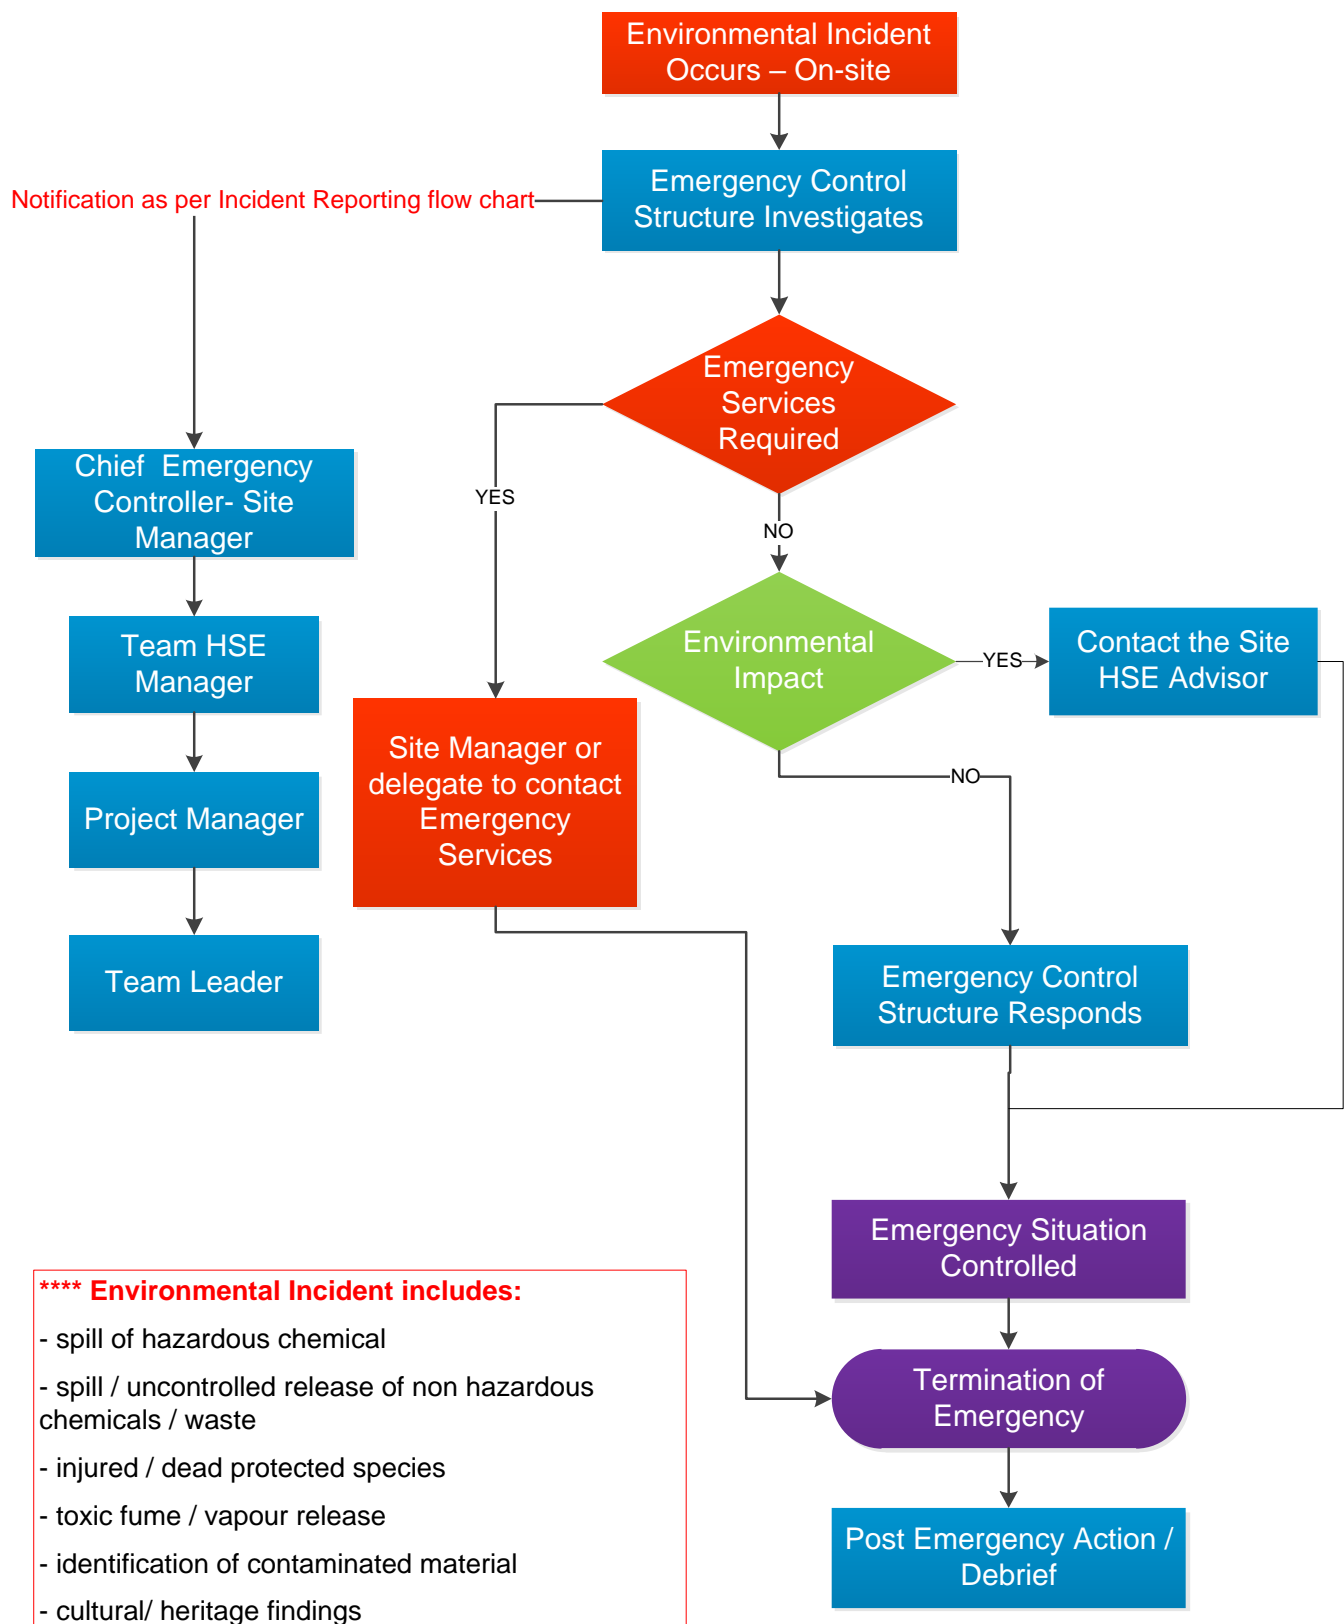 Environmental Incident
Occurs – On-site
Emergency Control
Structure Investigates
Notification as per Incident Reporting flow chart
Emergency
Services
Required
YES
NO
Chief  Emergency
Controller- Site
Manager
Team HSE
Manager
Project Manager
Team Leader
Environmental
Impact
YES
Contact the Site
HSE Advisor
NO
Site Manager or
delegate to contact
Emergency
Services
Emergency Control
Structure Responds
Emergency Situation
Controlled
Termination of
Emergency
Post Emergency Action /
Debrief
**** Environmental Incident includes:
- spill of hazardous chemical
- spill / uncontrolled release of non hazardous
chemicals / waste
- injured / dead protected species
- toxic fume / vapour release
- identification of contaminated material
- cultural/ heritage findings